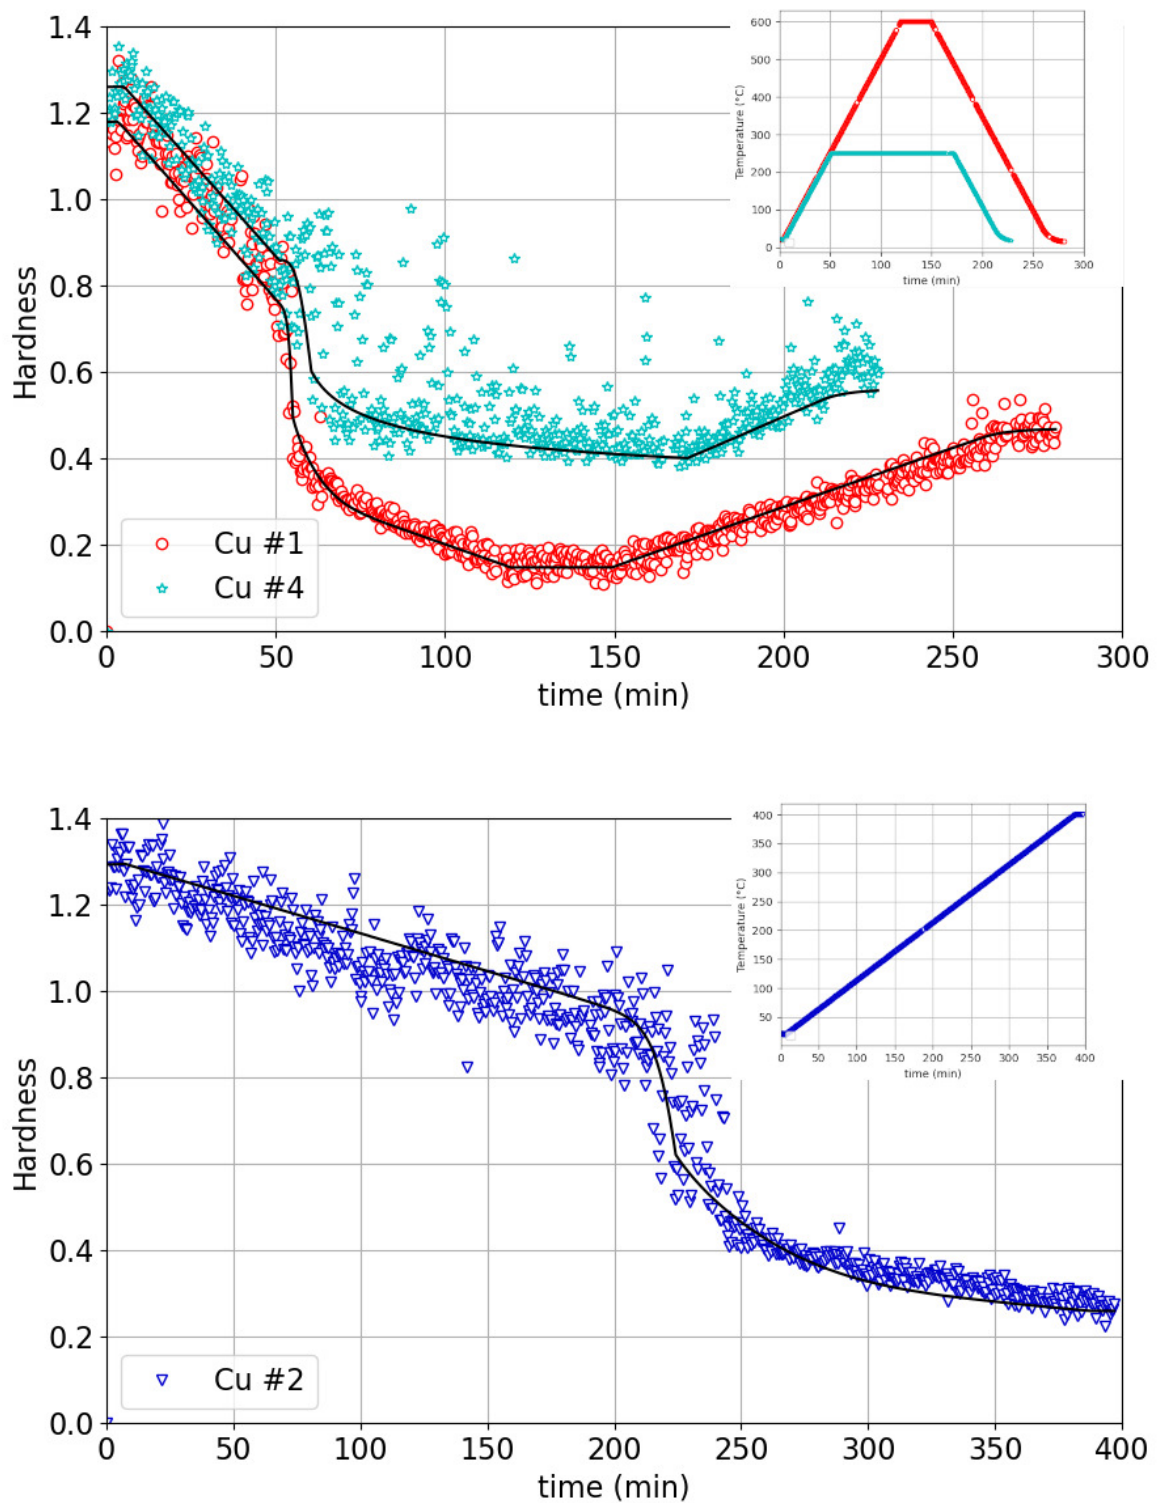 1.4
1.2
1.0
0.8
0.6
0.4
0.2
0.0
Hardness
0 50 100 150 200 250 300
time (min)
Cu #1
Cu #4
600
500
400
300
200
100
0
Temperature (°C)
0 50 100 150 200 250 300
time (min)
1.4
1.2
1.0
0.8
0.6
0.4
0.2
0.0
Hardness
0 50 100 150 200 250 300 350 400
time (min)
Cu #2
400
350
300
250
200
150
100
50
Temperature (°C)
0 50 100 150 200 250 300 350 400
time (min)